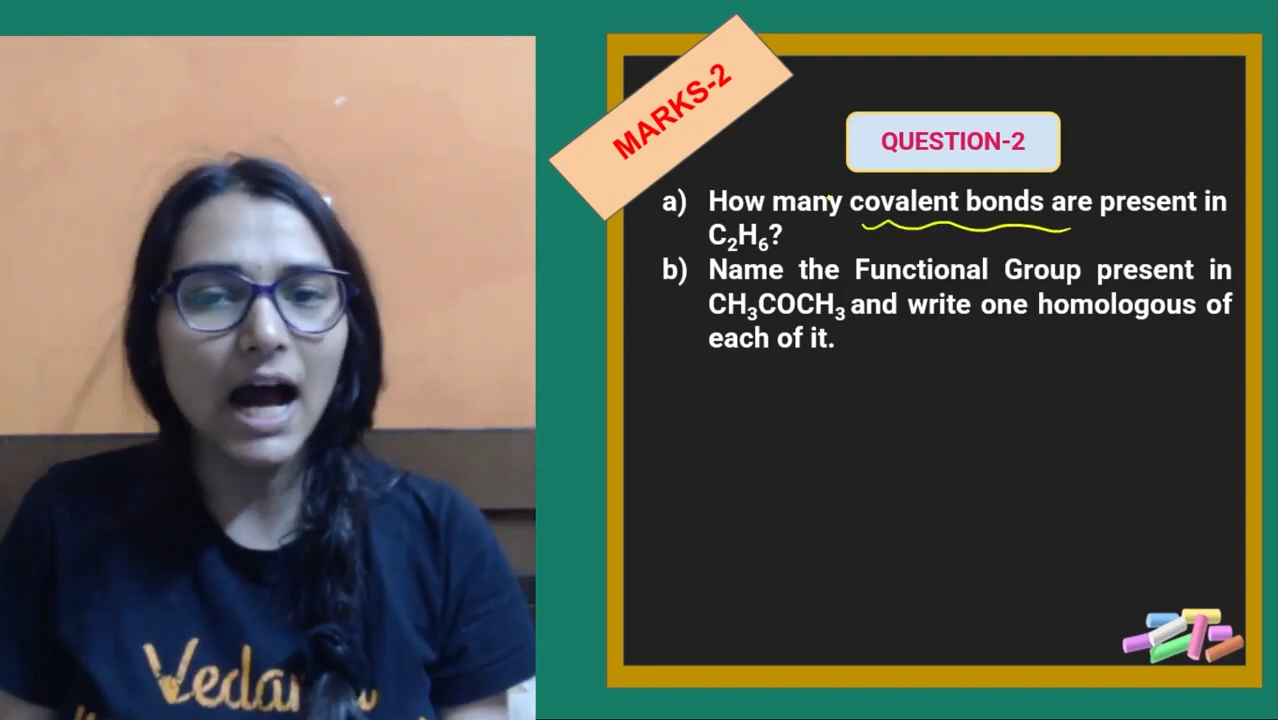 MARKS-2
QUESTION-2
a) How many covalent bonds are present in
C₂H₆?
b) Name the Functional Group present in
CH₃COCH₃ and write one homologous of
each of it.